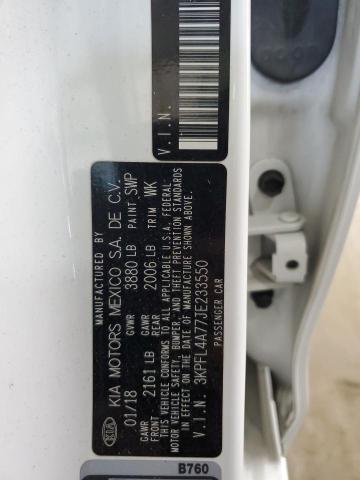 V.I.N.
MANUFACTURED BY
KIA KIA MOTORS MEXICO S.A. DE C.V.
01/18 GVWR 3880 LB PAINT SWP
GAWR FRONT 2161 LB GAWR REAR 2006 LB TRIM WK
THIS VEHICLE CONFORMS TO ALL APPLICABLE U.S.A. FEDERAL
MOTOR VEHICLE SAFETY, BUMPER, AND THEFT PREVENTION STANDARDS
IN EFFECT ON THE DATE OF MANUFACTURE SHOWN ABOVE.
V.I.N. 3KPFL4A77JE233550
PASSENGER CAR
B760